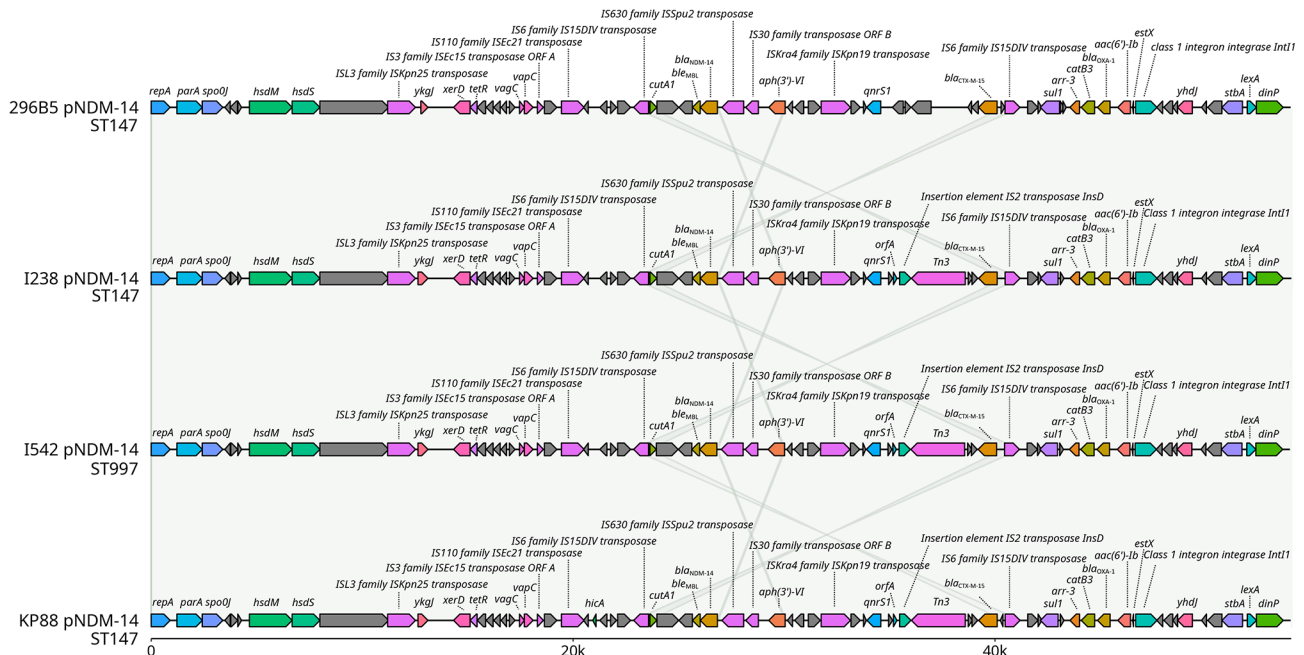 IS630 family ISSpu2 transposase
IS6 family IS15DIV transposase
IS30 family transposase ORF B
estX
IS110 family ISEc21 transposase
aac(6')-Ib
class 1 integron integrase IntI1
IS3 family ISEc15 transposase ORF A
ISKra4 family ISKpn19 transposase
IS6 family IS15DIV transposase
blaOXA-1
ISL3 family ISKpn25 transposase
vapC
blaNDM-14
bleMBL
aph(3')-VI
blaCTX-M-15
catB3
arr-3
repA parA spo0J hsdM hsdS ykgJ xerD tetR vagC cutA1 qnrS1 sul1 yhdJ stbA lexA dinP
296B5 pNDM-14
ST147
IS630 family ISSpu2 transposase
IS6 family IS15DIV transposase
IS30 family transposase ORF B
Insertion element IS2 transposase InsD
estX
IS110 family ISEc21 transposase
aac(6')-Ib Class 1 integron integrase IntI1
IS3 family ISEc15 transposase ORF A
ISKra4 family ISKpn19 transposase
IS6 family IS15DIV transposase
blaOXA-1
ISL3 family ISKpn25 transposase
vapC
blaNDM-14
bleMBL
aph(3')-VI
orfA
blaCTX-M-15
catB3
arr-3
repA parA spo0J hsdM hsdS ykgJ xerD tetR vagC cutA1 qnrS1 Tn3 sul1 yhdJ stbA lexA dinP
I238 pNDM-14
ST147
IS630 family ISSpu2 transposase
IS6 family IS15DIV transposase
IS30 family transposase ORF B
Insertion element IS2 transposase InsD
estX
IS110 family ISEc21 transposase
aac(6')-Ib Class 1 integron integrase IntI1
IS3 family ISEc15 transposase ORF A
ISKra4 family ISKpn19 transposase
IS6 family IS15DIV transposase
blaOXA-1
ISL3 family ISKpn25 transposase
vapC
blaNDM-14
bleMBL
aph(3')-VI
orfA
blaCTX-M-15
catB3
arr-3
repA parA spo0J hsdM hsdS ykgJ xerD tetR vagC cutA1 qnrS1 Tn3 sul1 yhdJ stbA lexA dinP
I542 pNDM-14
ST997
IS630 family ISSpu2 transposase
IS6 family IS15DIV transposase
IS30 family transposase ORF B
Insertion element IS2 transposase InsD
estX
IS110 family ISEc21 transposase
aac(6')-Ib Class 1 integron integrase IntI1
IS3 family ISEc15 transposase ORF A
ISKra4 family ISKpn19 transposase
IS6 family IS15DIV transposase
blaOXA-1
ISL3 family ISKpn25 transposase
vapC
blaNDM-14
bleMBL
aph(3')-VI
orfA
blaCTX-M-15
catB3
arr-3
repA parA spo0J hsdM hsdS ykgJ xerD tetR vagC hicA cutA1 qnrS1 Tn3 sul1 yhdJ stbA lexA dinP
KP88 pNDM-14
ST147
0 20k 40k